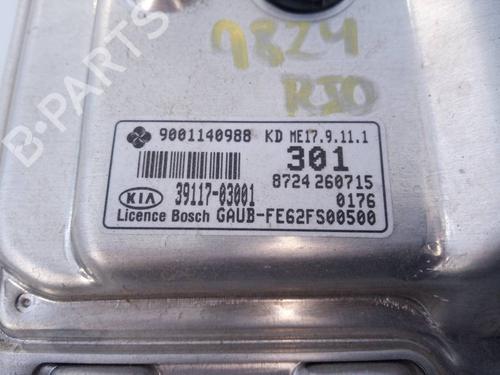 9824
RIO
9001140988 KD ME17.9.11.1
301
8724 260715
KIA 39117-03001 0176
Licence Bosch GAUB-FE62FS00500
B-PARTS